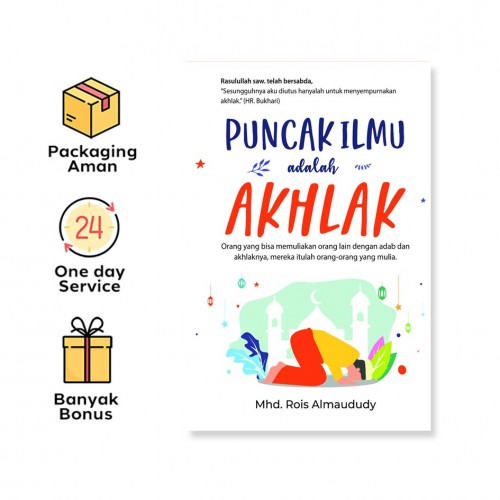 Packaging
Aman
24
One day
Service
Banyak
Bonus
Rasulullah saw. telah bersabda,
"Sesungguhnya aku diutus hanyalah untuk menyempurnakan
akhlak." (HR. Bukhari)
PUNCAK ILMU
adalah
AKHLAK
Orang yang bisa memuliakan orang lain dengan adab dan
akhlaknya, mereka itulah orang-orang yang mulia.
Mhd. Rois Almaududy